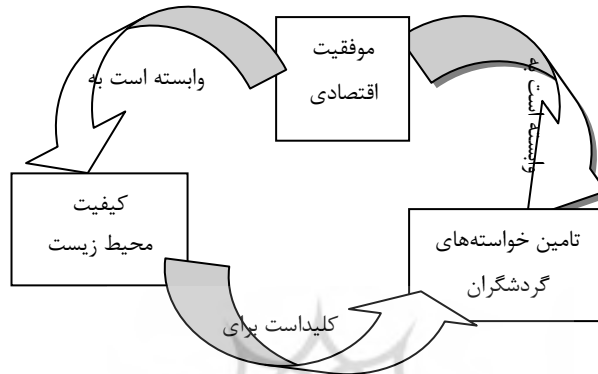 موفقیت
اقتصادی
وابسته است به
وابسته است به
کیفیت
محیط زیست
تامین خواسته‌های
گردشگران
کلیداست برای